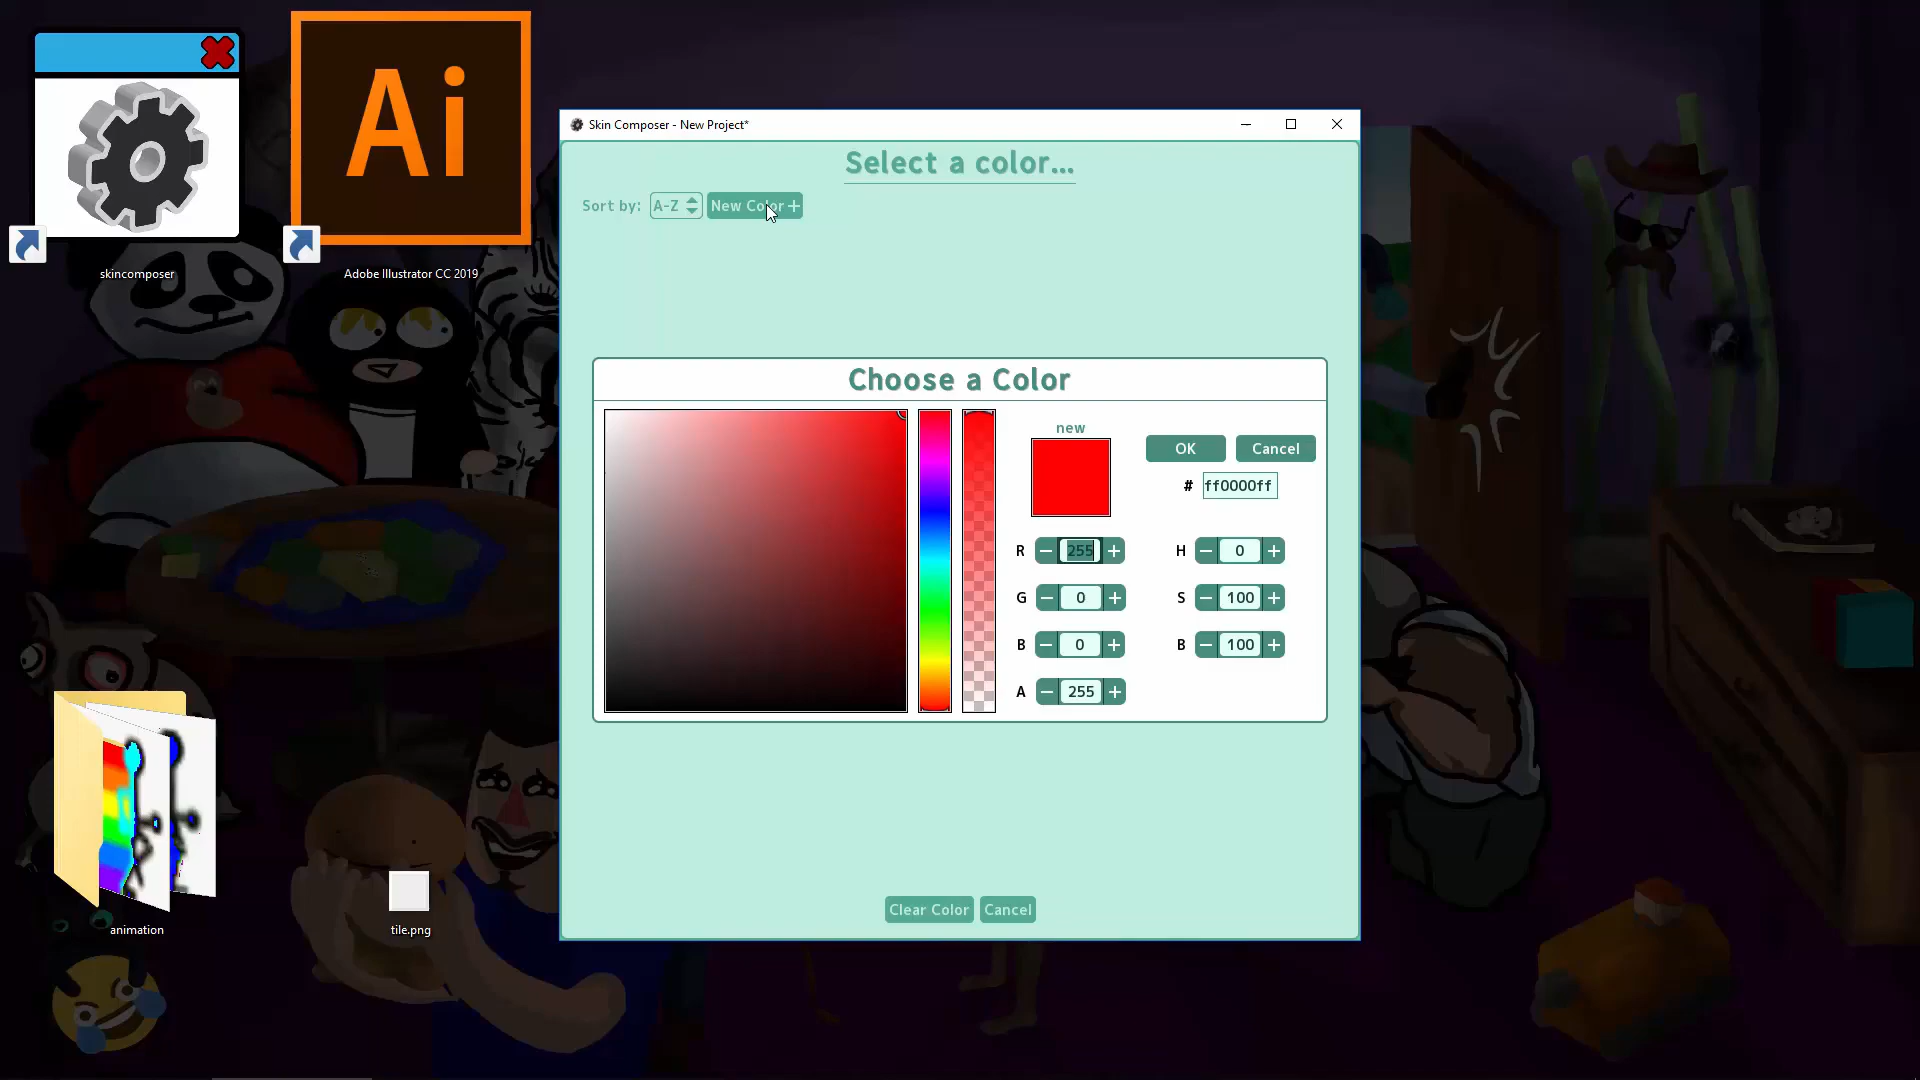 Ai
skincomposer
Adobe Illustrator CC 2019
Skin Composer - New Project*
Select a color...
Sort by: A-Z New Color
Choose a Color
new
OK Cancel
# ff0000ff
R 255 H 0
G 0 S 100
B 0 B 100
A 255
Clear Color Cancel
animation
tile.png